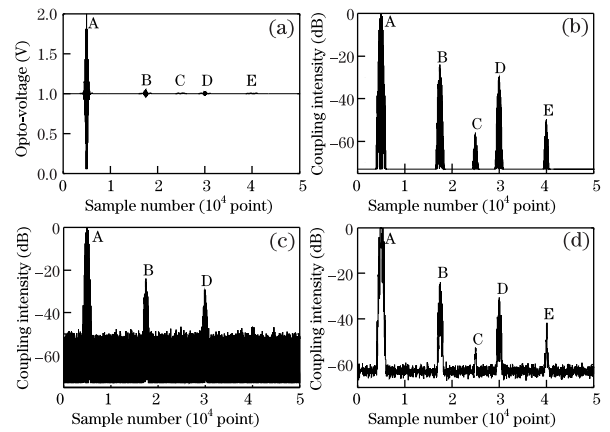 (a)
Opto-voltage (V)
2.0
1.5
1.0
0.5
0.0
A
B
C
D
E
0
1
2
3
4
5
Sample number (10⁴ point)
(b)
Coupling intensity (dB)
0
−20
−40
−60
A
B
C
D
E
0
1
2
3
4
5
Sample number (10⁴ point)
(c)
Coupling intensity (dB)
0
−20
−40
−60
A
B
D
0
1
2
3
4
5
Sample number (10⁴ point)
(d)
Coupling intensity (dB)
0
−20
−40
−60
A
B
C
D
E
0
1
2
3
4
5
Sample number (10⁴ point)